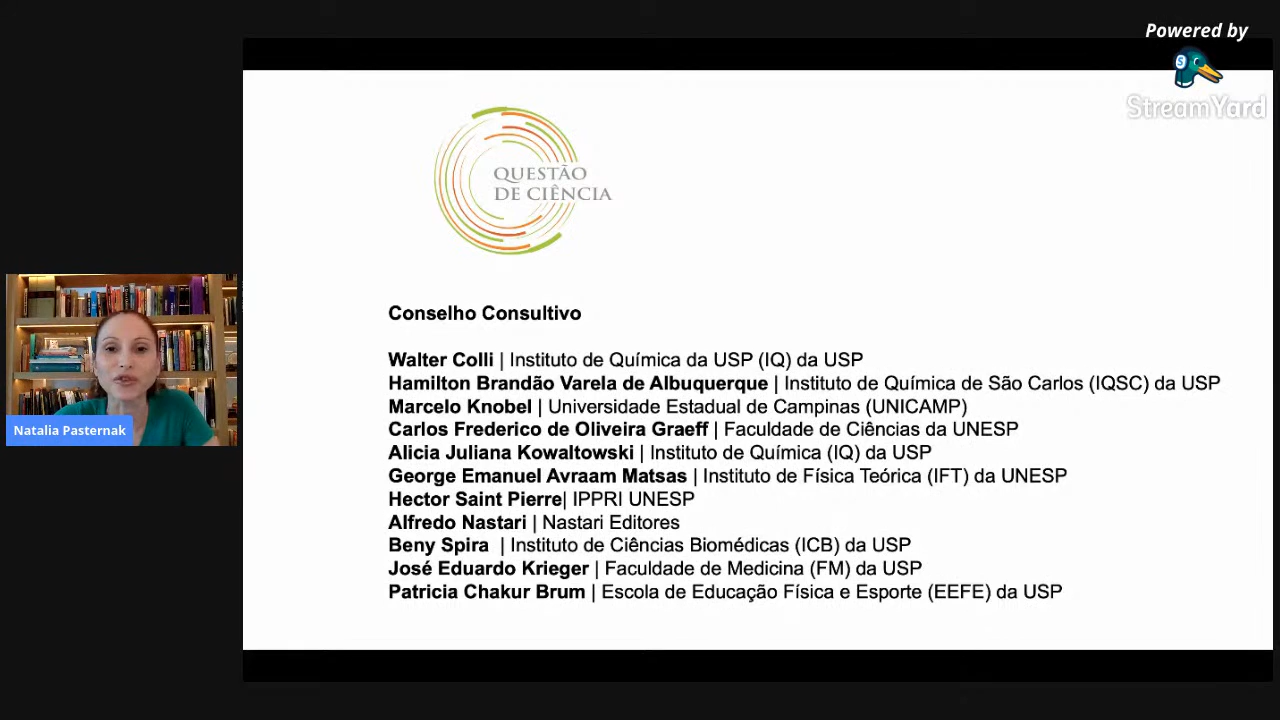 Powered by
StreamYard
QUESTÃO
DE CIÊNCIA
Conselho Consultivo
Walter Colli | Instituto de Química da USP (IQ) da USP
Hamilton Brandão Varela de Albuquerque | Instituto de Química de São Carlos (IQSC) da USP
Marcelo Knobel | Universidade Estadual de Campinas (UNICAMP)
Carlos Frederico de Oliveira Graeff | Faculdade de Ciências da UNESP
Alicia Juliana Kowaltowski | Instituto de Química (IQ) da USP
George Emanuel Avraam Matsas | Instituto de Física Teórica (IFT) da UNESP
Hector Saint Pierre| IPPRI UNESP
Alfredo Nastari | Nastari Editores
Beny Spira | Instituto de Ciências Biomédicas (ICB) da USP
José Eduardo Krieger | Faculdade de Medicina (FM) da USP
Patricia Chakur Brum | Escola de Educação Física e Esporte (EEFE) da USP
Natalia Pasternak